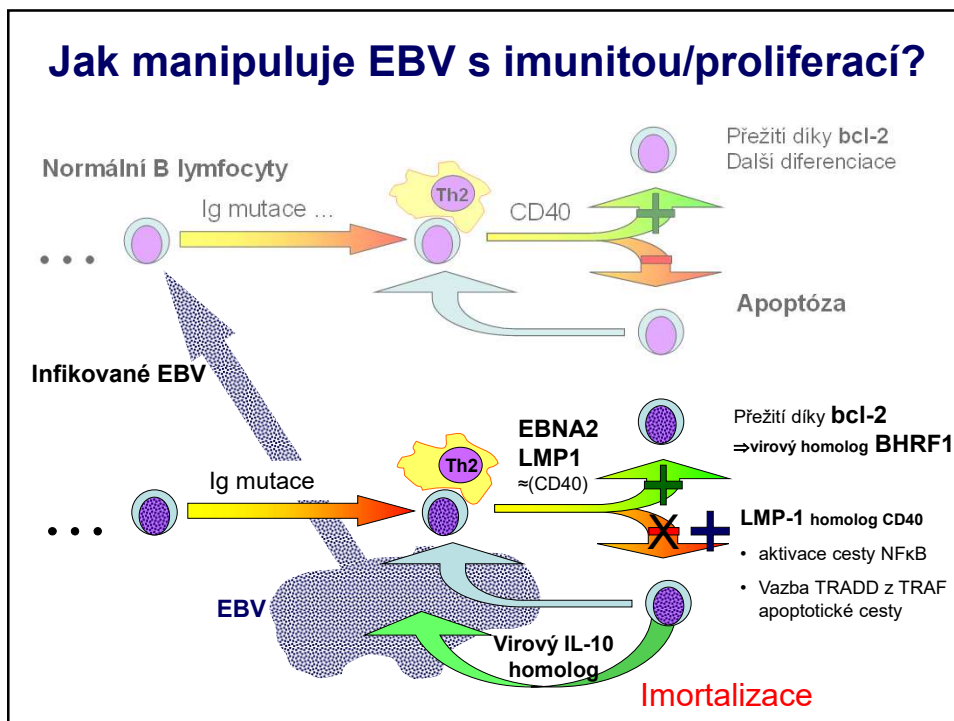 Jak manipuluje EBV s imunitou/proliferací?
Normální B lymfocyty
Ig mutace ...
Th2
CD40
Přežití díky bcl-2
Další diferenciace
...
Apoptóza
Infikované EBV
Ig mutace
Th2
EBNA2
LMP1
≈(CD40)
Přežití díky bcl-2
⇒virový homolog BHRF1
...
X
LMP-1 homolog CD40
• aktivace cesty NFκB
• Vazba TRADD z TRAF
apoptotické cesty
EBV
Virový IL-10
homolog
Imortalizace